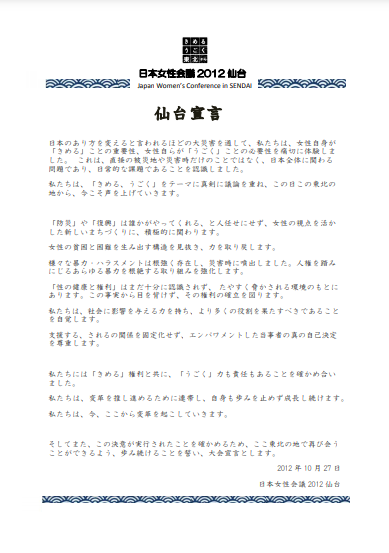 きめる
うごく
東北から
日本女性会議2012仙台
Japan Women's Conference in SENDAI
仙台宣言
日本のあり方を変えると言われるほどの大災害を通して、私たちは、女性自身が
「きめる」ことの重要性、女性自らが「うごく」ことの必要性を痛切に体験しま
した。 これは、直接の被災地や災害時だけのことではなく、日本全体に関わる
問題であり、日常的な課題であることを認識しました。
私たちは、「きめる、うごく」をテーマに真剣に議論を重ね、この日この東北の
地から、今こそ声を上げていきます。
「防災」や「復興」は誰かがやってくれる、と人任せにせず、女性の視点を活か
した新しいまちづくりに、積極的に関わります。
女性の貧困と困難を生み出す構造を見抜き、力を取り戻します。
様々な暴力・ハラスメントは根強く存在し、災害時に噴出しました。人権を踏み
にじるあらゆる暴力を根絶する取り組みを強化します。
「性の健康と権利」はまだ十分に認識されず、たやすく脅かされる環境のもとに
あります。この事実から目を背けず、その権利の確立を図ります。
私たちは、社会に影響を与える力を持ち、より多くの役割を果たすべきであること
を自覚します。
支援する、されるの関係を固定化せず、エンパワメントした当事者の真の自己決定
を尊重します。
私たちには「きめる」権利と共に、「うごく」力も責任もあることを確かめ合い
ました。
私たちは、変革を推し進めるために連帯し、自身も歩みを止めず成長し続けます。
私たちは、今、ここから変革を起こしていきます。
そしてまた、この決意が実行されたことを確かめるため、ここ東北の地で再び会う
ことができるよう、歩み続けることを誓い、大会宣言とします。
2012 年 10 月 27 日
日本女性会議 2012 仙台